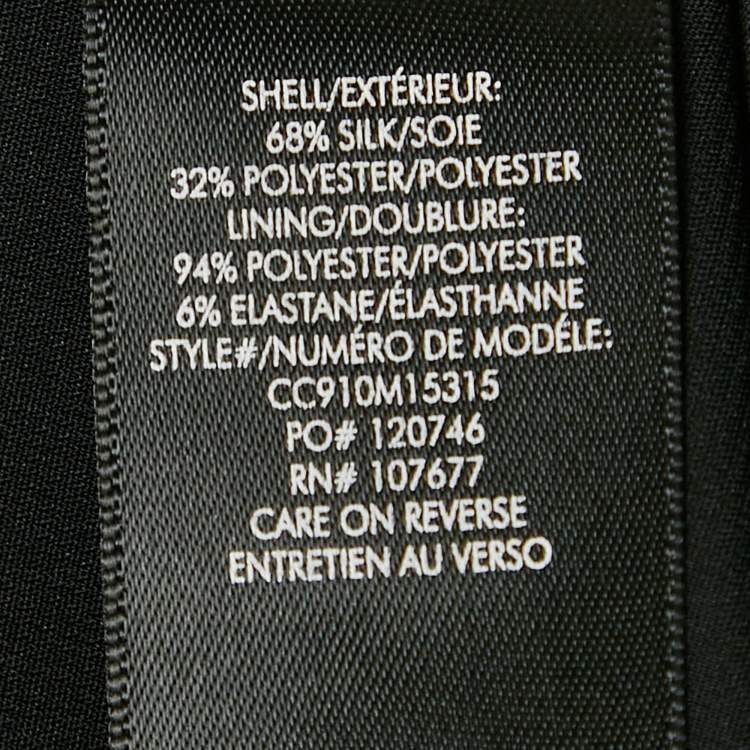 SHELL/EXTÉRIEUR:
68% SILK/SOIE
32% POLYESTER/POLYESTER
LINING/DOUBLURE:
94% POLYESTER/POLYESTER
6% ELASTANE/ÉLASTHANNE
STYLE#/NUMÉRO DE MODÉLE:
CC910M15315
PO# 120746
RN# 107677
CARE ON REVERSE
ENTRETIEN AU VERSO